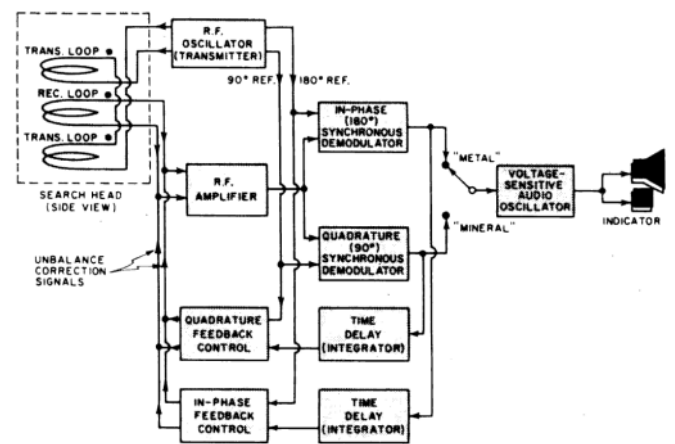 R.F.
OSCILLATOR
(TRANSMITTER)
TRANS. LOOP
REC. LOOP
TRANS. LOOP
SEARCH HEAD
(SIDE VIEW)
90° REF.
180° REF.
IN-PHASE
(180°)
SYNCHRONOUS
DEMODULATOR
R.F.
AMPLIFIER
"METAL"
VOLTAGE-
SENSITIVE
AUDIO
OSCILLATOR
INDICATOR
"MINERAL"
QUADRATURE
(90°)
SYNCHRONOUS
DEMODULATOR
UNBALANCE
CORRECTION
SIGNALS
QUADRATURE
FEEDBACK
CONTROL
TIME
DELAY
(INTEGRATOR)
IN-PHASE
FEEDBACK
CONTROL
TIME
DELAY
(INTEGRATOR)